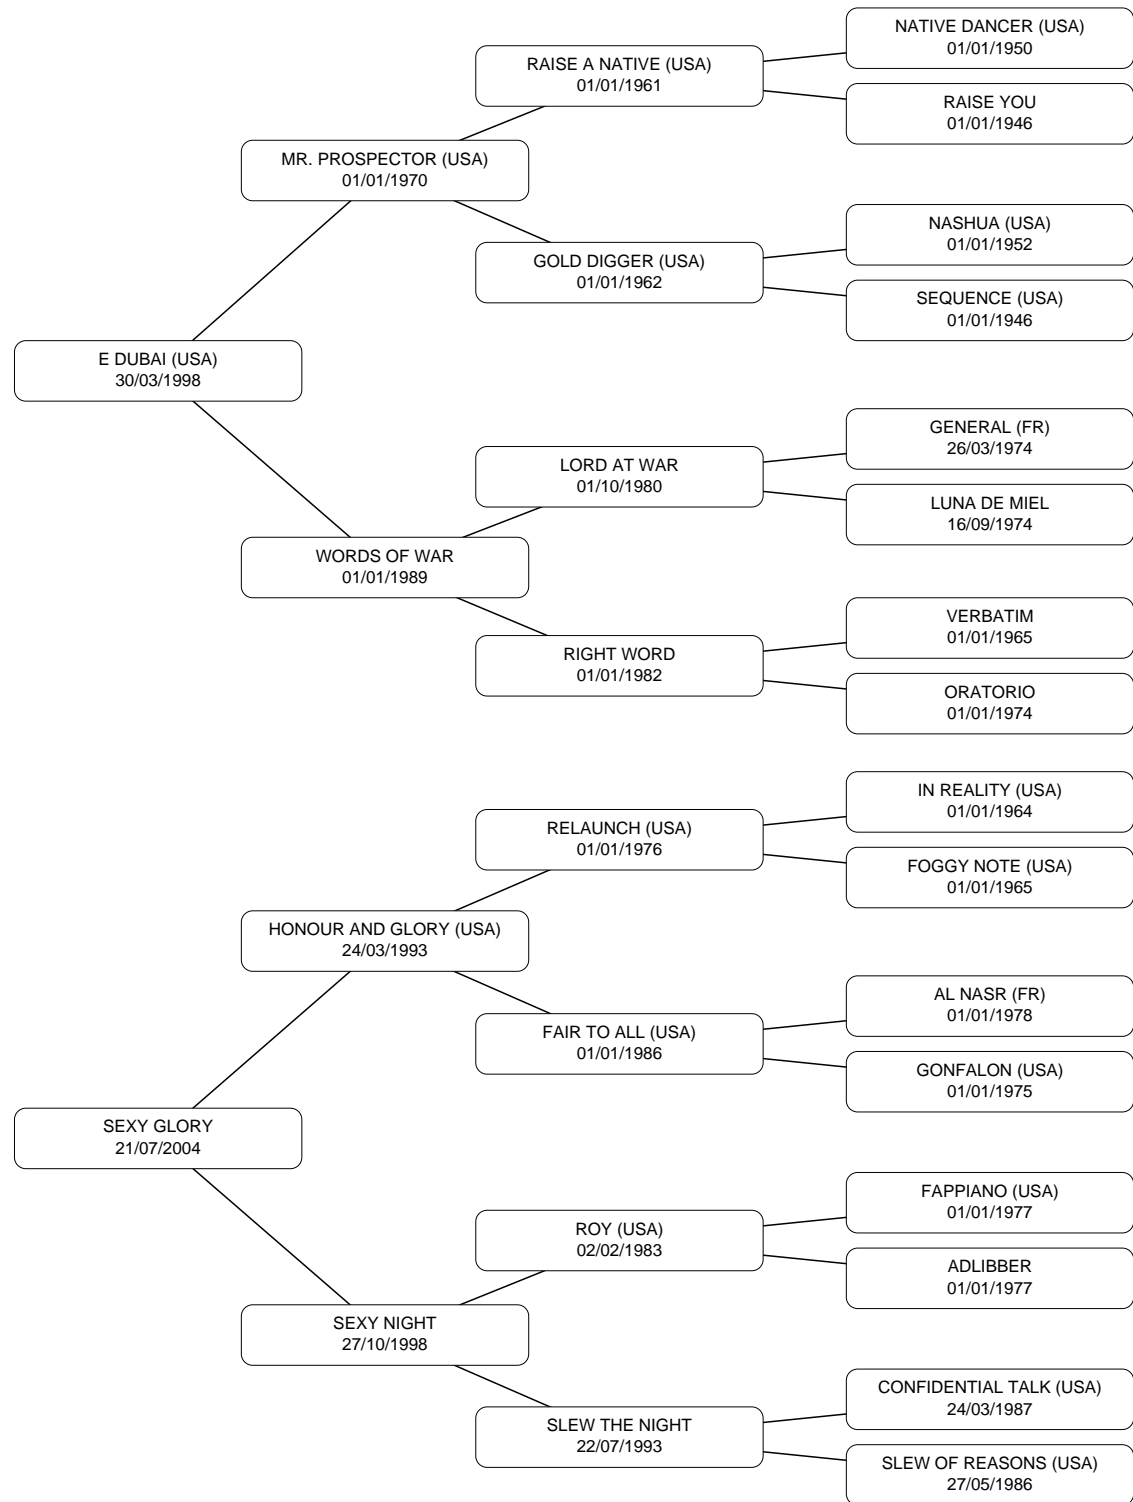 NATIVE DANCER (USA)
01/01/1950
RAISE A NATIVE (USA)
01/01/1961
RAISE YOU
01/01/1946
MR. PROSPECTOR (USA)
01/01/1970
NASHUA (USA)
01/01/1952
GOLD DIGGER (USA)
01/01/1962
SEQUENCE (USA)
01/01/1946
E DUBAI (USA)
30/03/1998
GENERAL (FR)
26/03/1974
LORD AT WAR
01/10/1980
LUNA DE MIEL
16/09/1974
WORDS OF WAR
01/01/1989
VERBATIM
01/01/1965
RIGHT WORD
01/01/1982
ORATORIO
01/01/1974
IN REALITY (USA)
01/01/1964
RELAUNCH (USA)
01/01/1976
FOGGY NOTE (USA)
01/01/1965
HONOUR AND GLORY (USA)
24/03/1993
AL NASR (FR)
01/01/1978
FAIR TO ALL (USA)
01/01/1986
GONFALON (USA)
01/01/1975
SEXY GLORY
21/07/2004
FAPPIANO (USA)
01/01/1977
ROY (USA)
02/02/1983
ADLIBBER
01/01/1977
SEXY NIGHT
27/10/1998
CONFIDENTIAL TALK (USA)
24/03/1987
SLEW THE NIGHT
22/07/1993
SLEW OF REASONS (USA)
27/05/1986